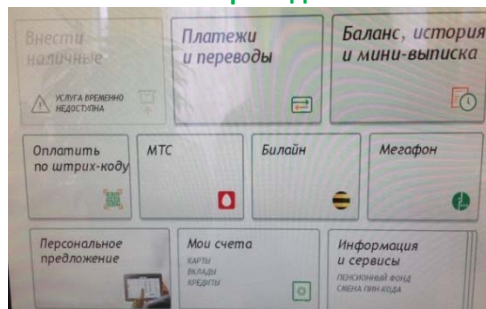 Внести
наличные
УСЛУГА ВРЕМЕННО
НЕДОСТУПНА
Платежи
и переводы
Баланс, история
и мини-выписка
Оплатить
по штрих-коду
МТС
Билайн
Мегафон
Персональное
предложение
Мои счета
КАРТЫ
ВКЛАДЫ
КРЕДИТЫ
Информация
и сервисы
ПЕНСИОННЫЙ ФОНД
СМЕНА ПИН-КОДА